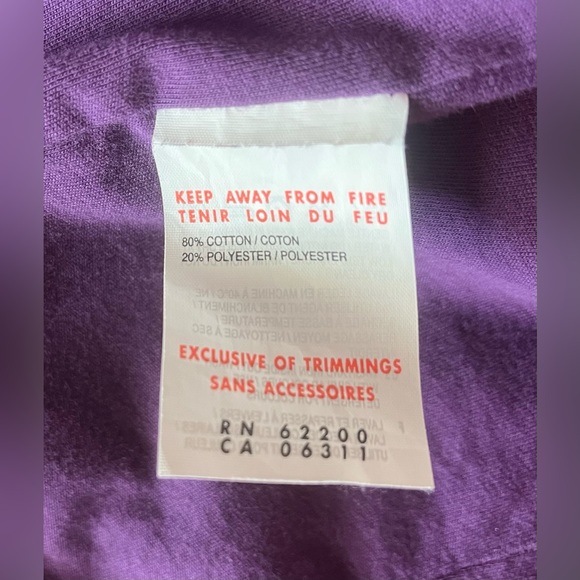 KEEP AWAY FROM FIRE
TENIR LOIN DU FEU
80% COTTON / COTON
20% POLYESTER / POLYESTER
EXCLUSIVE OF TRIMMINGS
SANS ACCESSOIRES
RN 62200
CA 06311